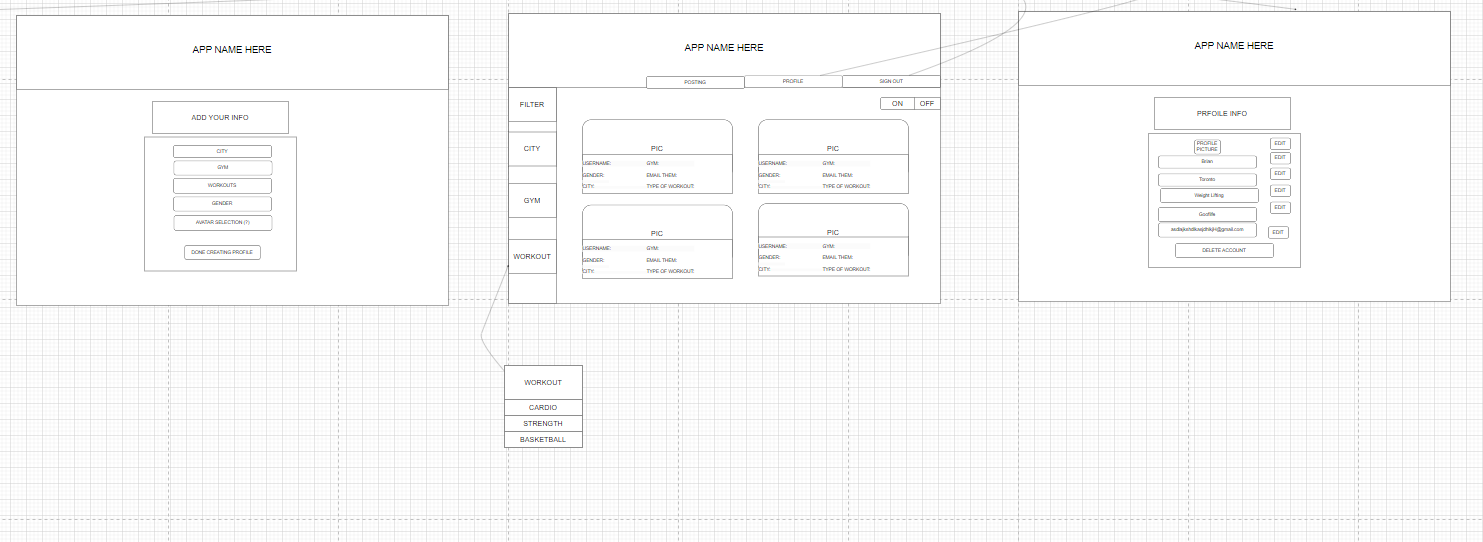 APP NAME HERE
ADD YOUR INFO
CITY
GYM
WORKOUTS
GENDER
AVATAR SELECTION (?)
DONE CREATING PROFILE
APP NAME HERE
POSTING
PROFILE
SIGN OUT
ON
OFF
FILTER
CITY
GYM
WORKOUT
PIC
USERNAME:
GYM:
GENDER:
EMAIL THEM:
CITY:
TYPE OF WORKOUT:
PIC
USERNAME:
GYM:
GENDER:
EMAIL THEM:
CITY:
TYPE OF WORKOUT:
PIC
USERNAME:
GYM:
GENDER:
EMAIL THEM:
CITY:
TYPE OF WORKOUT:
PIC
USERNAME:
GYM:
GENDER:
EMAIL THEM:
CITY:
TYPE OF WORKOUT:
WORKOUT
CARDIO
STRENGTH
BASKETBALL
APP NAME HERE
PRFOILE INFO
PROFILE
PICTURE
EDIT
Brian
EDIT
Toronto
EDIT
Weight Lifting
EDIT
Goodlife
EDIT
EDIT
DELETE ACCOUNT